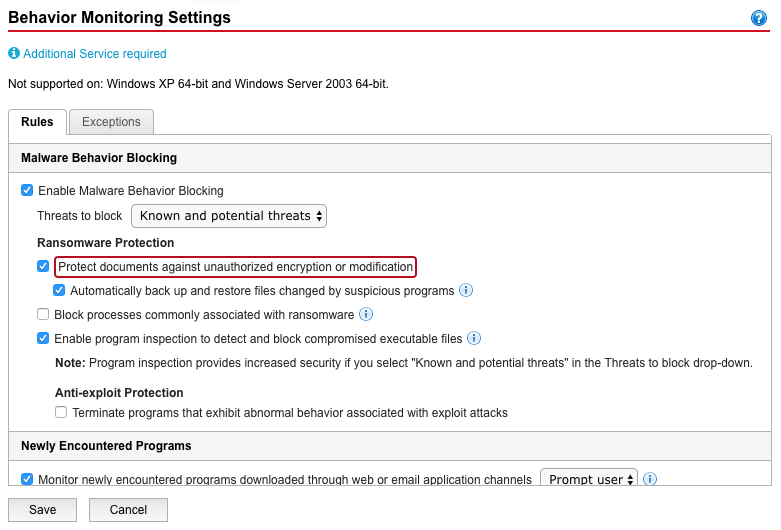 Behavior Monitoring Settings
Additional Service required
Not supported on: Windows XP 64-bit and Windows Server 2003 64-bit.
Rules Exceptions
Malware Behavior Blocking
Enable Malware Behavior Blocking
Threats to block Known and potential threats
Ransomware Protection
Protect documents against unauthorized encryption or modification
Automatically back up and restore files changed by suspicious programs
Block processes commonly associated with ransomware
Enable program inspection to detect and block compromised executable files
Note: Program inspection provides increased security if you select "Known and potential threats" in the Threats to block drop-down.
Anti-exploit Protection
Terminate programs that exhibit abnormal behavior associated with exploit attacks
Newly Encountered Programs
Monitor newly encountered programs downloaded through web or email application channels Prompt user
Save Cancel